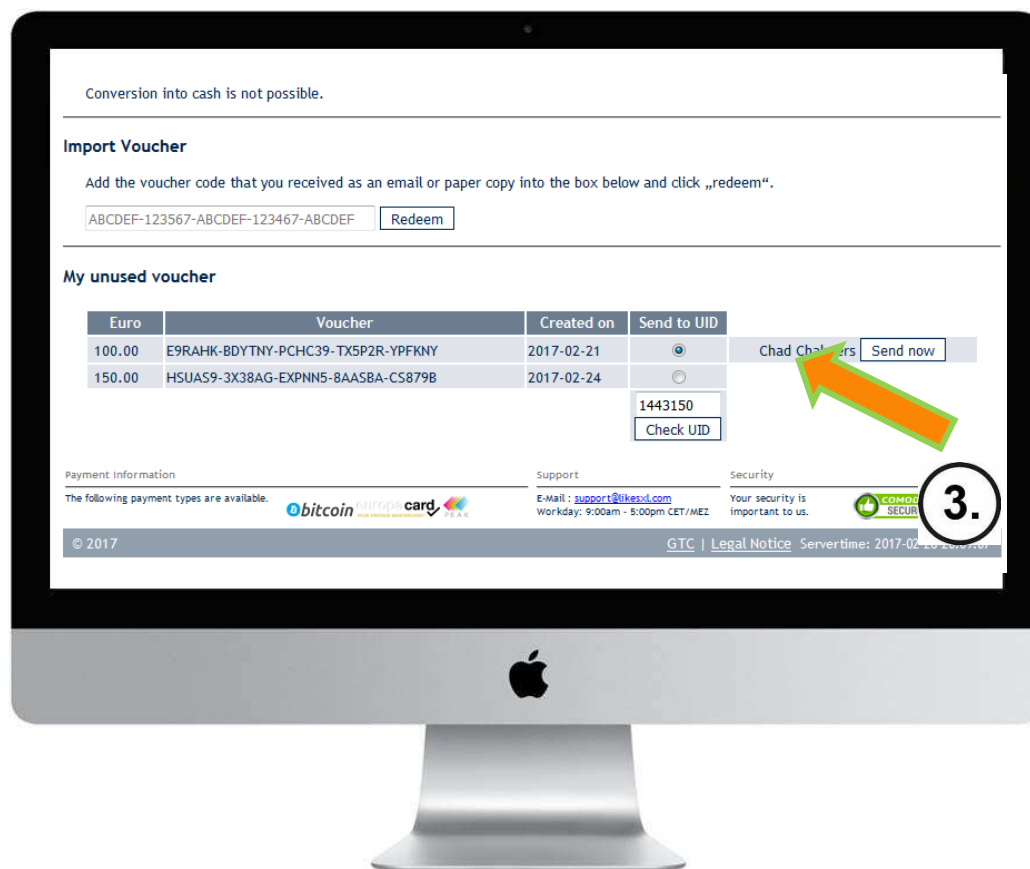 Conversion into cash is not possible.
Import Voucher
Add the voucher code that you received as an email or paper copy into the box below and click „redeem“.
ABCDEF-123567-ABCDEF-123467-ABCDEF Redeem
My unused voucher
Euro Voucher Created on Send to UID
100.00 E9RAHK-BDYTNY-PCHC39-TX5P2R-YPFKNY 2017-02-21 Chad Send now
150.00 HSUAS9-3X38AG-EXPNN5-8AASBA-CS879B 2017-02-24
1443150
Check UID
3.
Payment Information Support Security
The following payment types are available. bitcoin europacard PEAK E-Mail : support@likesxl.com Your security is
Workday: 9:00am - 5:00pm CET/MEZ important to us.
© 2017 GTC | Legal Notice Servertime: